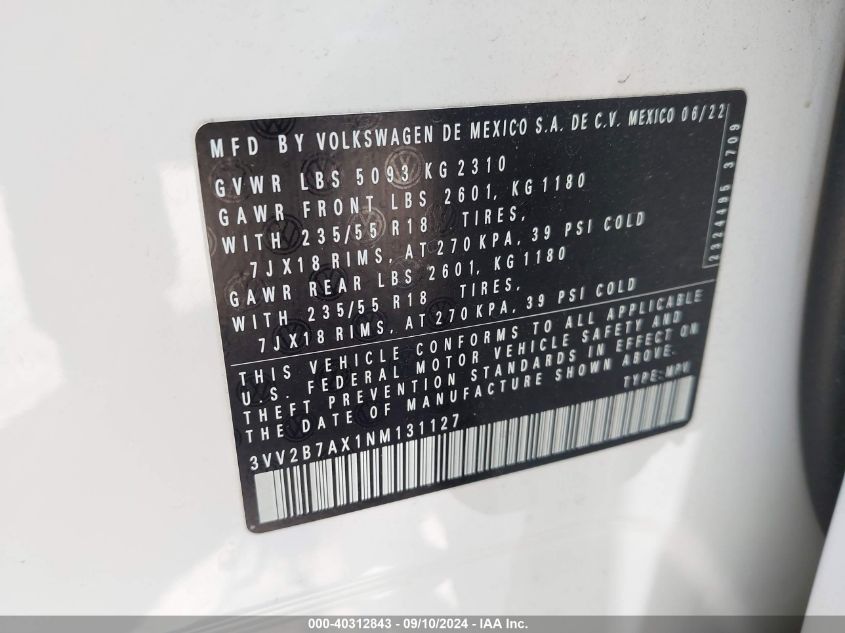 MFD BY VOLKSWAGEN DE MEXICO S.A. DE C.V. MEXICO 06/22
GVWR LBS 5093 KG 2310
GAWR FRONT LBS 2601, KG 1180
WITH 235/55 R18 TIRES,
7JX18 RIMS, AT 270 KPA, 39 PSI COLD
GAWR REAR LBS 2601, KG 1180
WITH 235/55 R18 TIRES,
7JX18 RIMS, AT 270 KPA, 39 PSI COLD
THIS VEHICLE CONFORMS TO ALL APPLICABLE
U.S. FEDERAL MOTOR VEHICLE SAFETY AND
THEFT PREVENTION STANDARDS IN EFFECT ON
THE DATE OF MANUFACTURE SHOWN ABOVE.
TYPE: MPV
3VV2B7AX1NM131127
2324496 3709
000-40312843 - 09/10/2024 - IAA Inc.